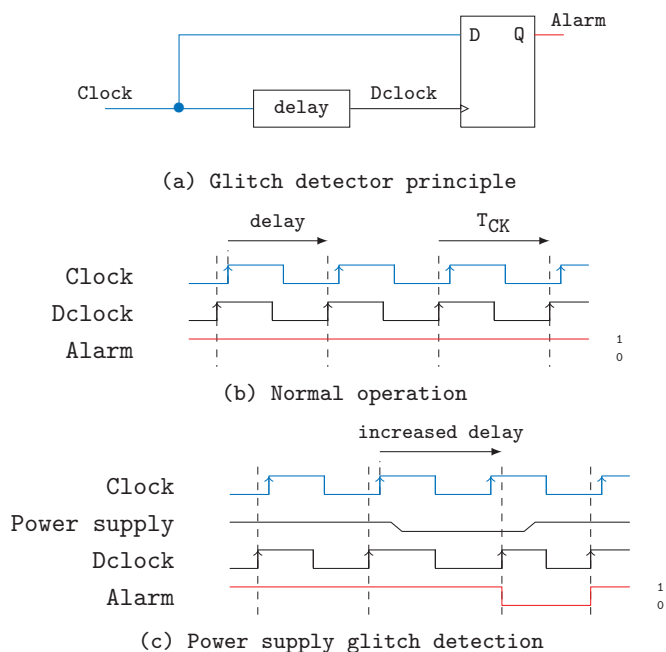 Alarm
D Q
Clock
delay
Dclock
(a) Glitch detector principle
delay
T_CK
Clock
Dclock
Alarm
1
0
(b) Normal operation
increased delay
Clock
Power supply
Dclock
Alarm
1
0
(c) Power supply glitch detection